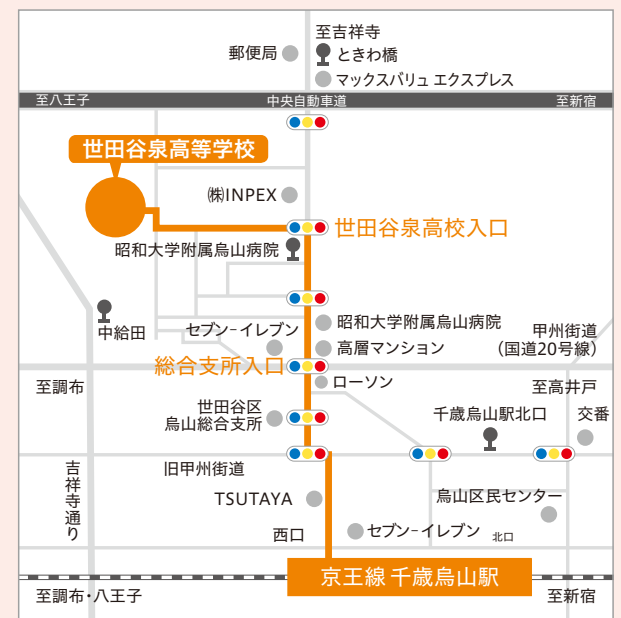 至吉祥寺
郵便局
ときわ橋
マックスバリュ エクスプレス
至八王子
中央自動車道
至新宿
世田谷泉高等学校
㈱INPEX
世田谷泉高校入口
昭和大学附属烏山病院
中給田
セブン-イレブン
昭和大学附属烏山病院
高層マンション
甲州街道
(国道20号線)
総合支所入口
至調布
ローソン
至高井戸
世田谷区
烏山総合支所
千歳烏山駅北口
交番
旧甲州街道
吉祥寺通り
TSUTAYA
烏山区民センター
西口
セブン-イレブン
北口
京王線 千歳烏山駅
至調布・八王子
至新宿